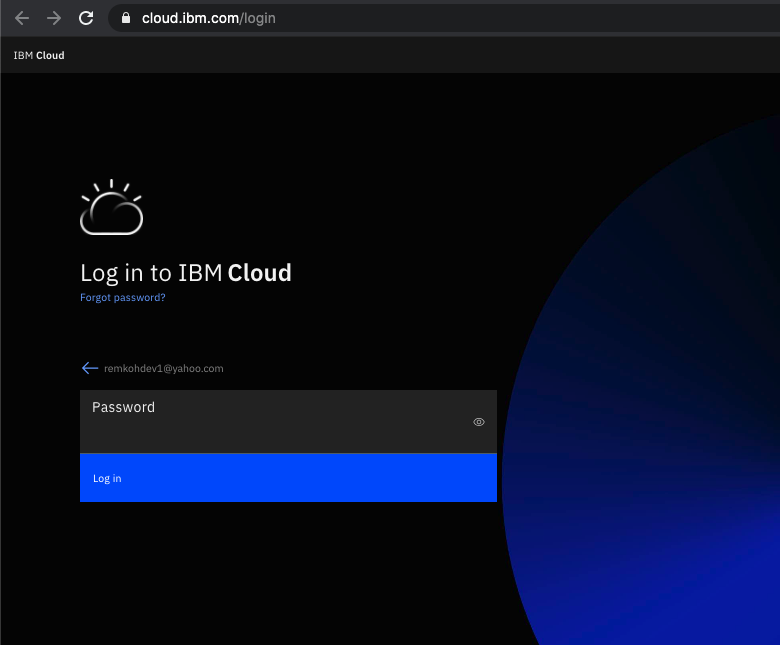 cloud.ibm.com/login
IBM Cloud
Log in to IBM Cloud
Forgot password?
remkohdev1@yahoo.com
Password
Log in